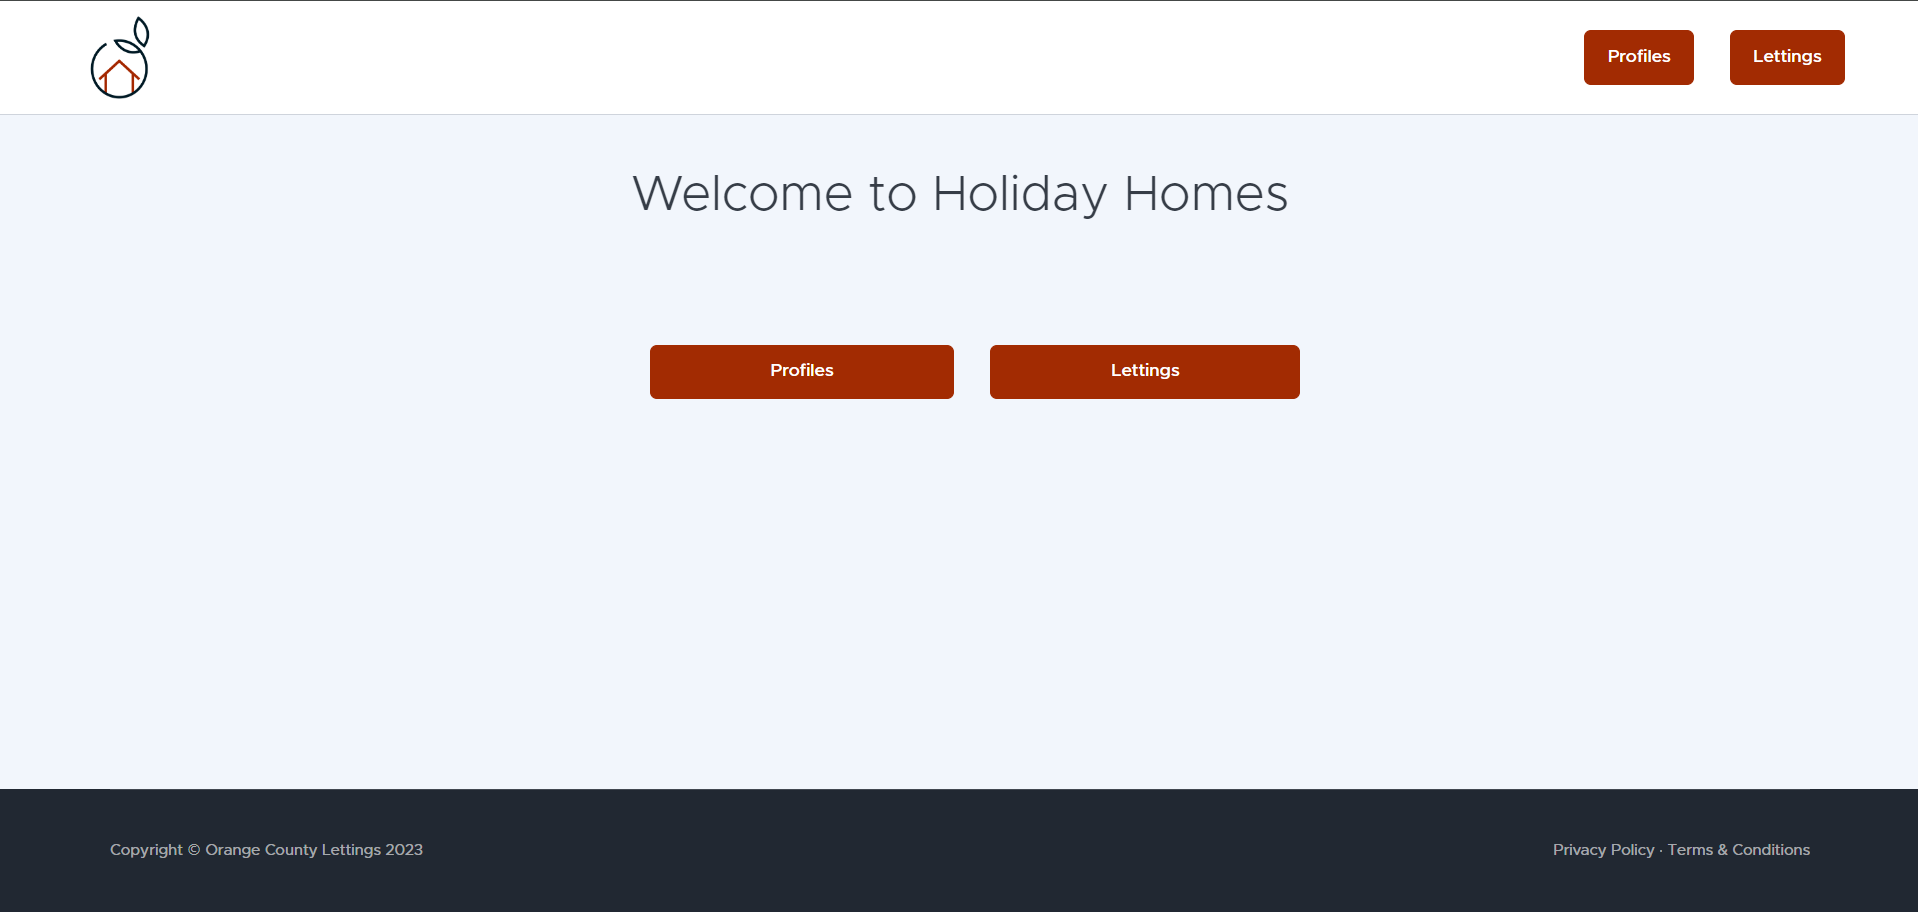 Profiles
Lettings
Welcome to Holiday Homes
Profiles
Lettings
Copyright © Orange County Lettings 2023
Privacy Policy · Terms & Conditions